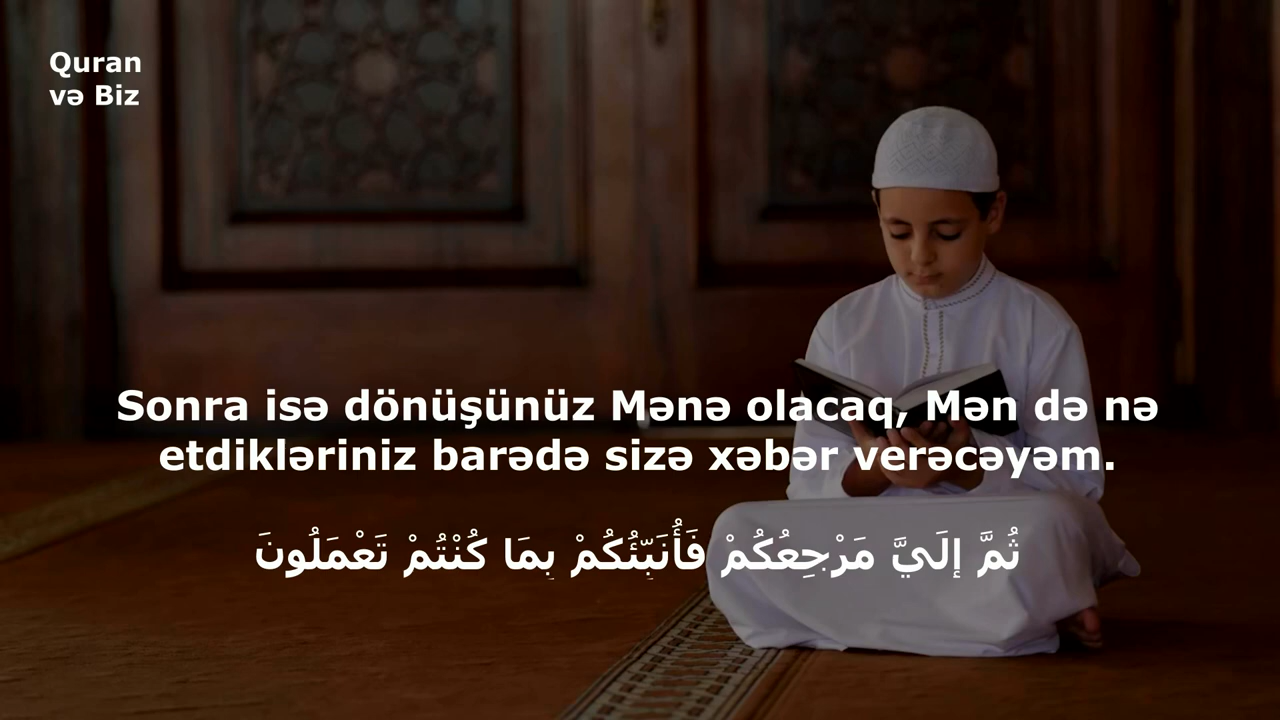 Quran
və Biz
Sonra isə dönüşünüz Mənə olacaq, Mən də nə
etdikləriniz barədə sizə xəbər verəcəyəm.
ثُمَّ إِلَيَّ مَرْجِعُكُمْ فَأُنَبِّئُكُمْ بِمَا كُنْتُمْ تَعْمَلُونَ